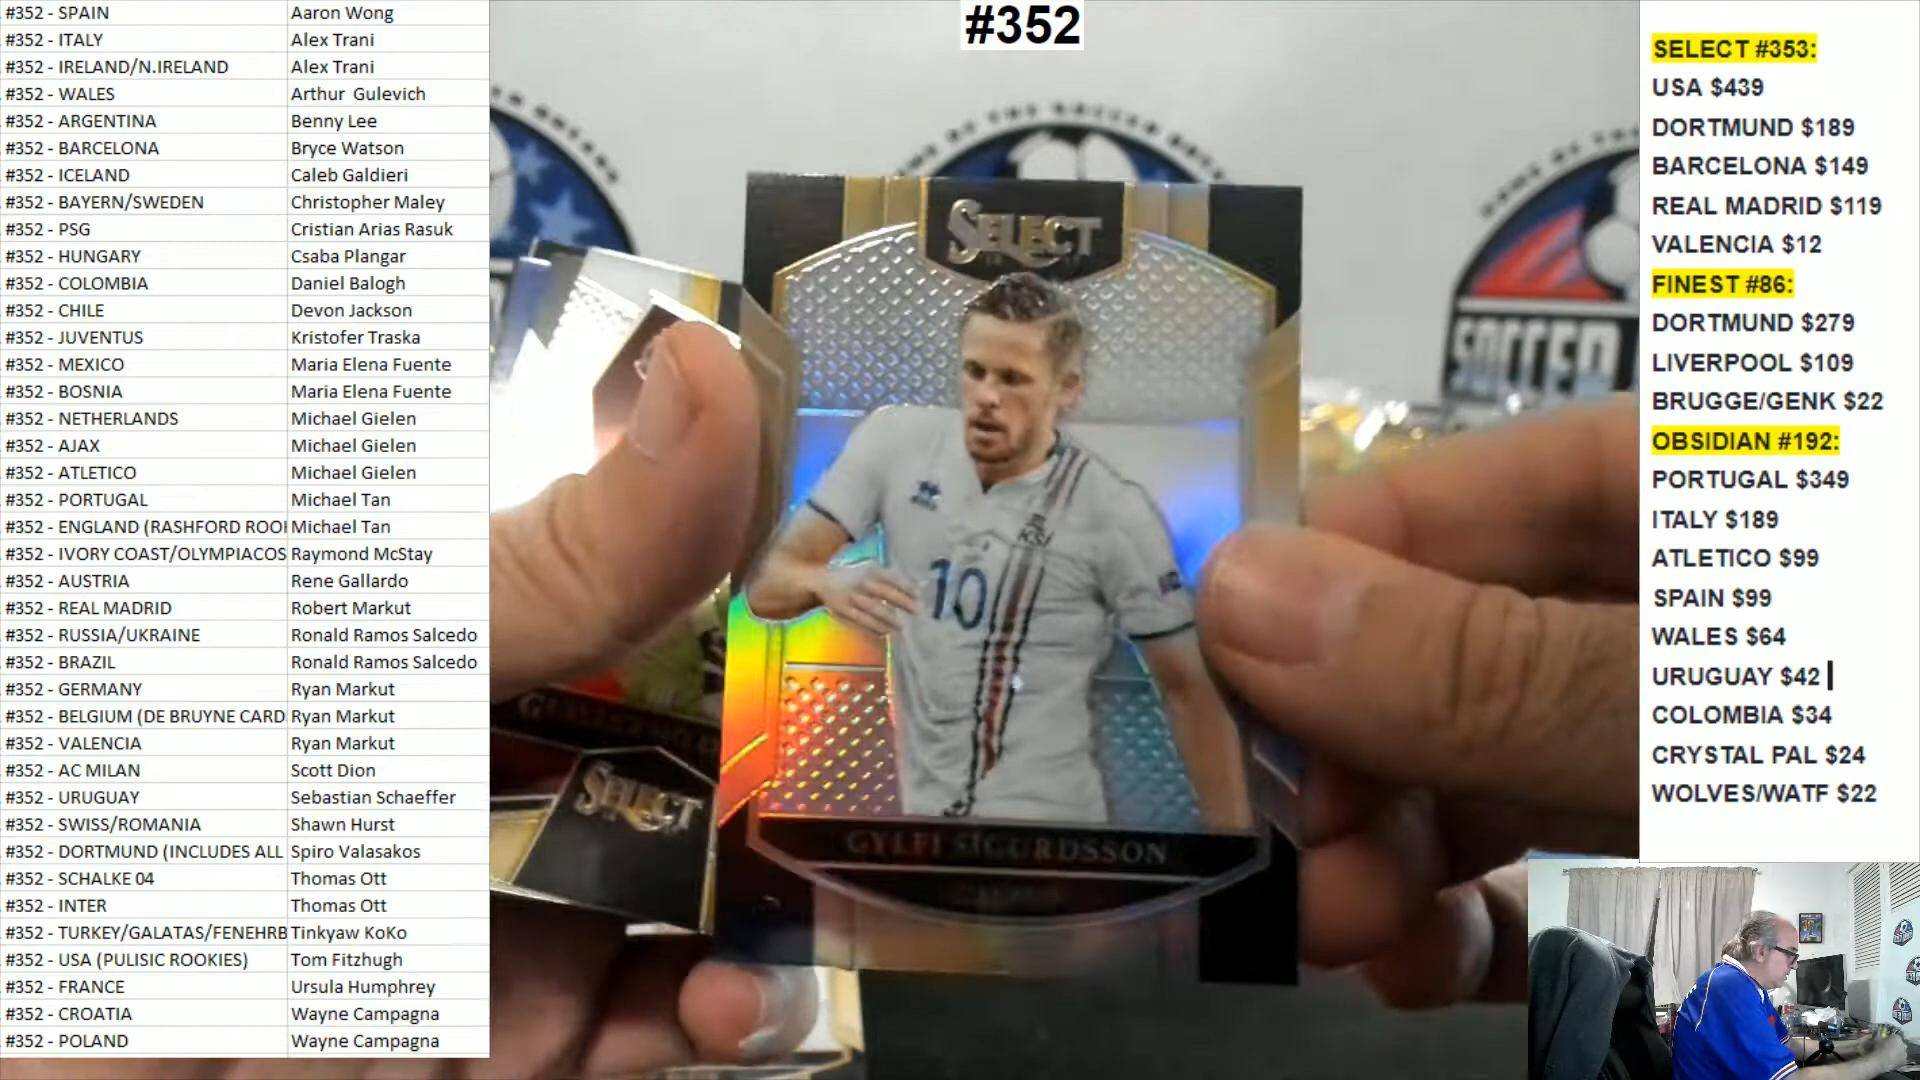 #352 - SPAIN Aaron Wong
#352 - ITALY Alex Trani
#352 - IRELAND/N.IRELAND Alex Trani
#352 - WALES Arthur Gulevich
#352 - ARGENTINA Benny Lee
#352 - BARCELONA Bryce Watson
#352 - ICELAND Caleb Galdieri
#352 - BAYERN/SWEDEN Christopher Maley
#352 - PSG Cristian Arias Rasuk
#352 - HUNGARY Csaba Plangar
#352 - COLOMBIA Daniel Balogh
#352 - CHILE Devon Jackson
#352 - JUVENTUS Kristofer Traska
#352 - MEXICO Maria Elena Fuente
#352 - BOSNIA Maria Elena Fuente
#352 - NETHERLANDS Michael Gielen
#352 - AJAX Michael Gielen
#352 - ATLETICO Michael Gielen
#352 - PORTUGAL Michael Tan
#352 - ENGLAND (RASHFORD ROO Michael Tan
#352 - IVORY COAST/OLYMPIACOS Raymond McStay
#352 - AUSTRIA Rene Gallardo
#352 - REAL MADRID Robert Markut
#352 - RUSSIA/UKRAINE Ronald Ramos Salcedo
#352 - BRAZIL Ronald Ramos Salcedo
#352 - GERMANY Ryan Markut
#352 - BELGIUM (DE BRUYNE CARD Ryan Markut
#352 - VALENCIA Ryan Markut
#352 - AC MILAN Scott Dion
#352 - URUGUAY Sebastian Schaeffer
#352 - SWISS/ROMANIA Shawn Hurst
#352 - DORTMUND (INCLUDES ALL Spiro Valasakos
#352 - SCHALKE 04 Thomas Ott
#352 - INTER Thomas Ott
#352 - TURKEY/GALATAS/FENEHRB Tinkyaw KoKo
#352 - USA (PULISIC ROOKIES) Tom Fitzhugh
#352 - FRANCE Ursula Humphrey
#352 - CROATIA Wayne Campagna
#352 - POLAND Wayne Campagna
#352
SELECT
10
GYLFI SIGURDSSON
SELECT
SOCCER
SELECT #353:
USA $439
DORTMUND $189
BARCELONA $149
REAL MADRID $119
VALENCIA $12
FINEST #86:
DORTMUND $279
LIVERPOOL $109
BRUGGE/GENK $22
OBSIDIAN #192:
PORTUGAL $349
ITALY $189
ATLETICO $99
SPAIN $99
WALES $64
URUGUAY $42
COLOMBIA $34
CRYSTAL PAL $24
WOLVES/WATF $22